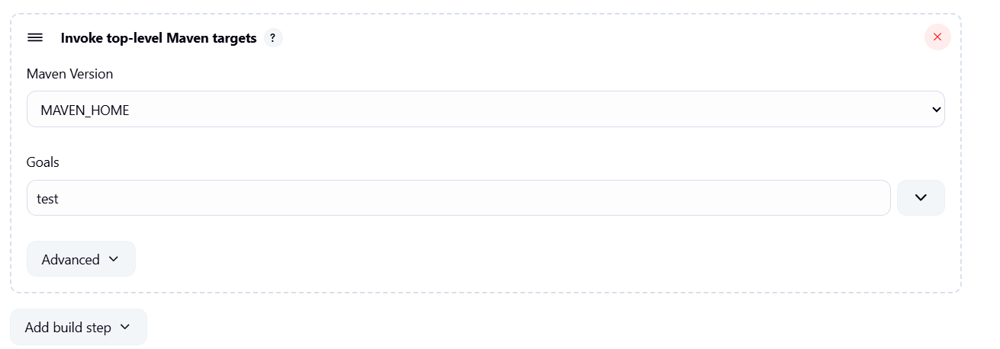 Invoke top-level Maven targets ?
Maven Version
MAVEN_HOME
Goals
test
Advanced
Add build step